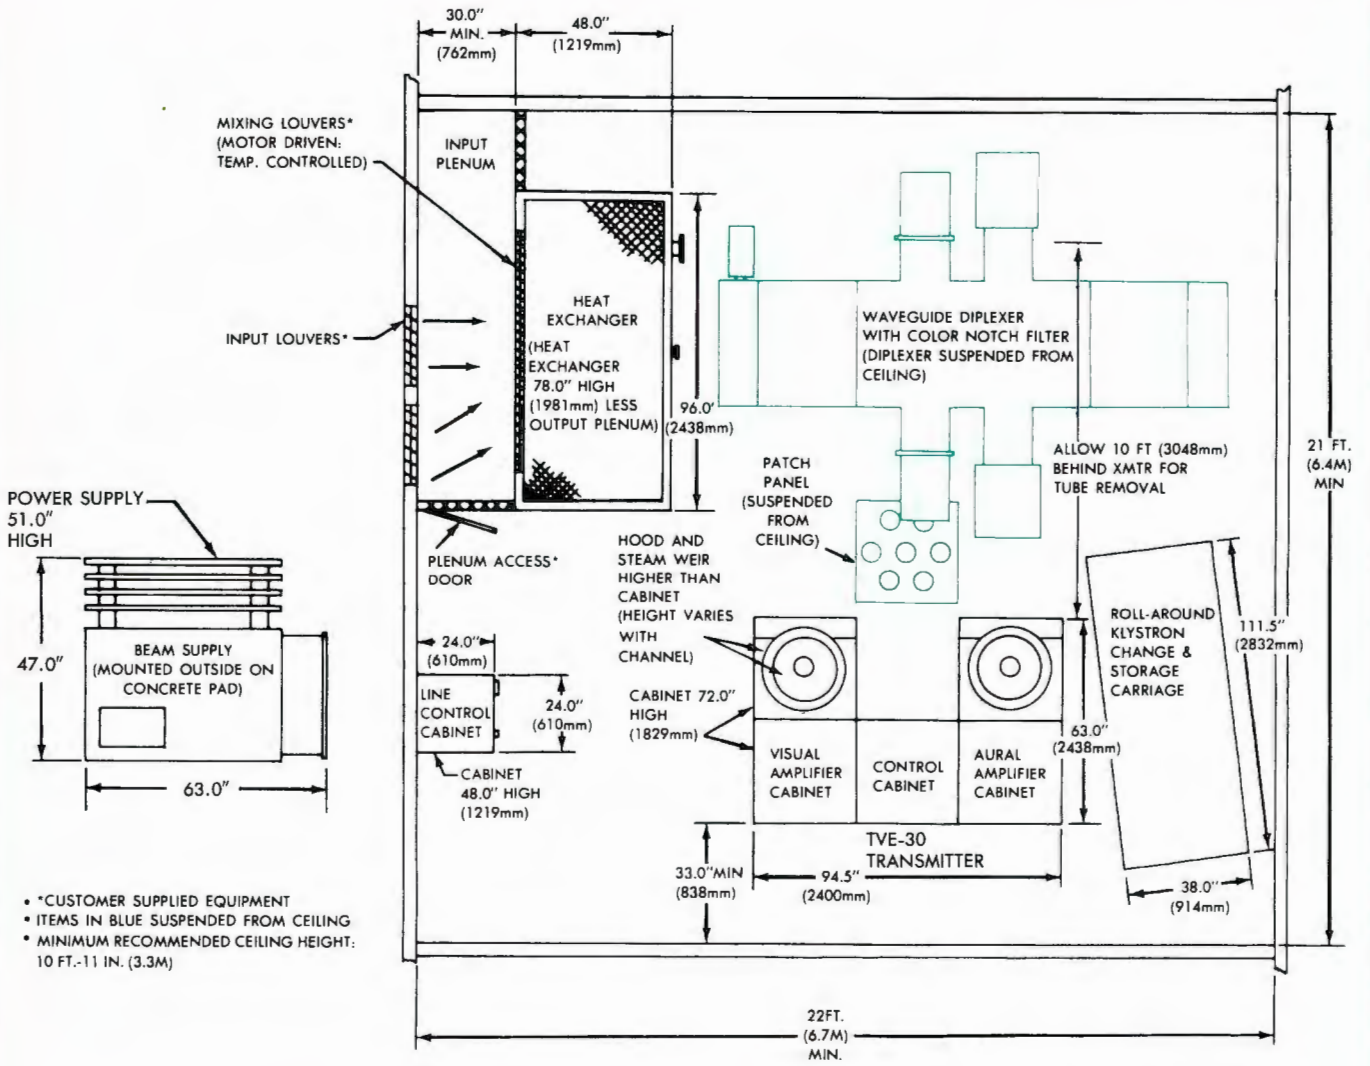 30.0"
MIN.
(762mm)
48.0"
(1219mm)
MIXING LOUVERS*
(MOTOR DRIVEN:
TEMP. CONTROLLED)
INPUT
PLENUM
INPUT LOUVERS*
HEAT
EXCHANGER
(HEAT
EXCHANGER
78.0" HIGH
(1981mm) LESS
OUTPUT PLENUM)
96.0'
(2438mm)
WAVEGUIDE DIPLEXER
WITH COLOR NOTCH FILTER
(DIPLEXER SUSPENDED FROM
CEILING)
ALLOW 10 FT (3048mm)
BEHIND XMTR FOR
TUBE REMOVAL
21 FT.
(6.4M)
MIN
PATCH
PANEL
(SUSPENDED
FROM
CEILING)
POWER SUPPLY
51.0"
HIGH
PLENUM ACCESS*
DOOR
HOOD AND
STEAM WEIR
HIGHER THAN
CABINET
(HEIGHT VARIES
WITH
CHANNEL)
ROLL-AROUND
KLYSTRON
CHANGE &
STORAGE
CARRIAGE
111.5"
(2832mm)
47.0"
BEAM SUPPLY
(MOUNTED OUTSIDE ON
CONCRETE PAD)
63.0"
24.0"
(610mm)
LINE
CONTROL
CABINET
24.0"
(610mm)
CABINET
48.0" HIGH
(1219mm)
CABINET 72.0"
HIGH
(1829mm)
VISUAL
AMPLIFIER
CABINET
CONTROL
CABINET
AURAL
AMPLIFIER
CABINET
63.0"
(2438mm)
TVE-30
TRANSMITTER
33.0"MIN
(838mm)
94.5"
(2400mm)
38.0"
(914mm)
• *CUSTOMER SUPPLIED EQUIPMENT
• ITEMS IN BLUE SUSPENDED FROM CEILING
• MINIMUM RECOMMENDED CEILING HEIGHT:
10 FT.-11 IN. (3.3M)
22FT.
(6.7M)
MIN.